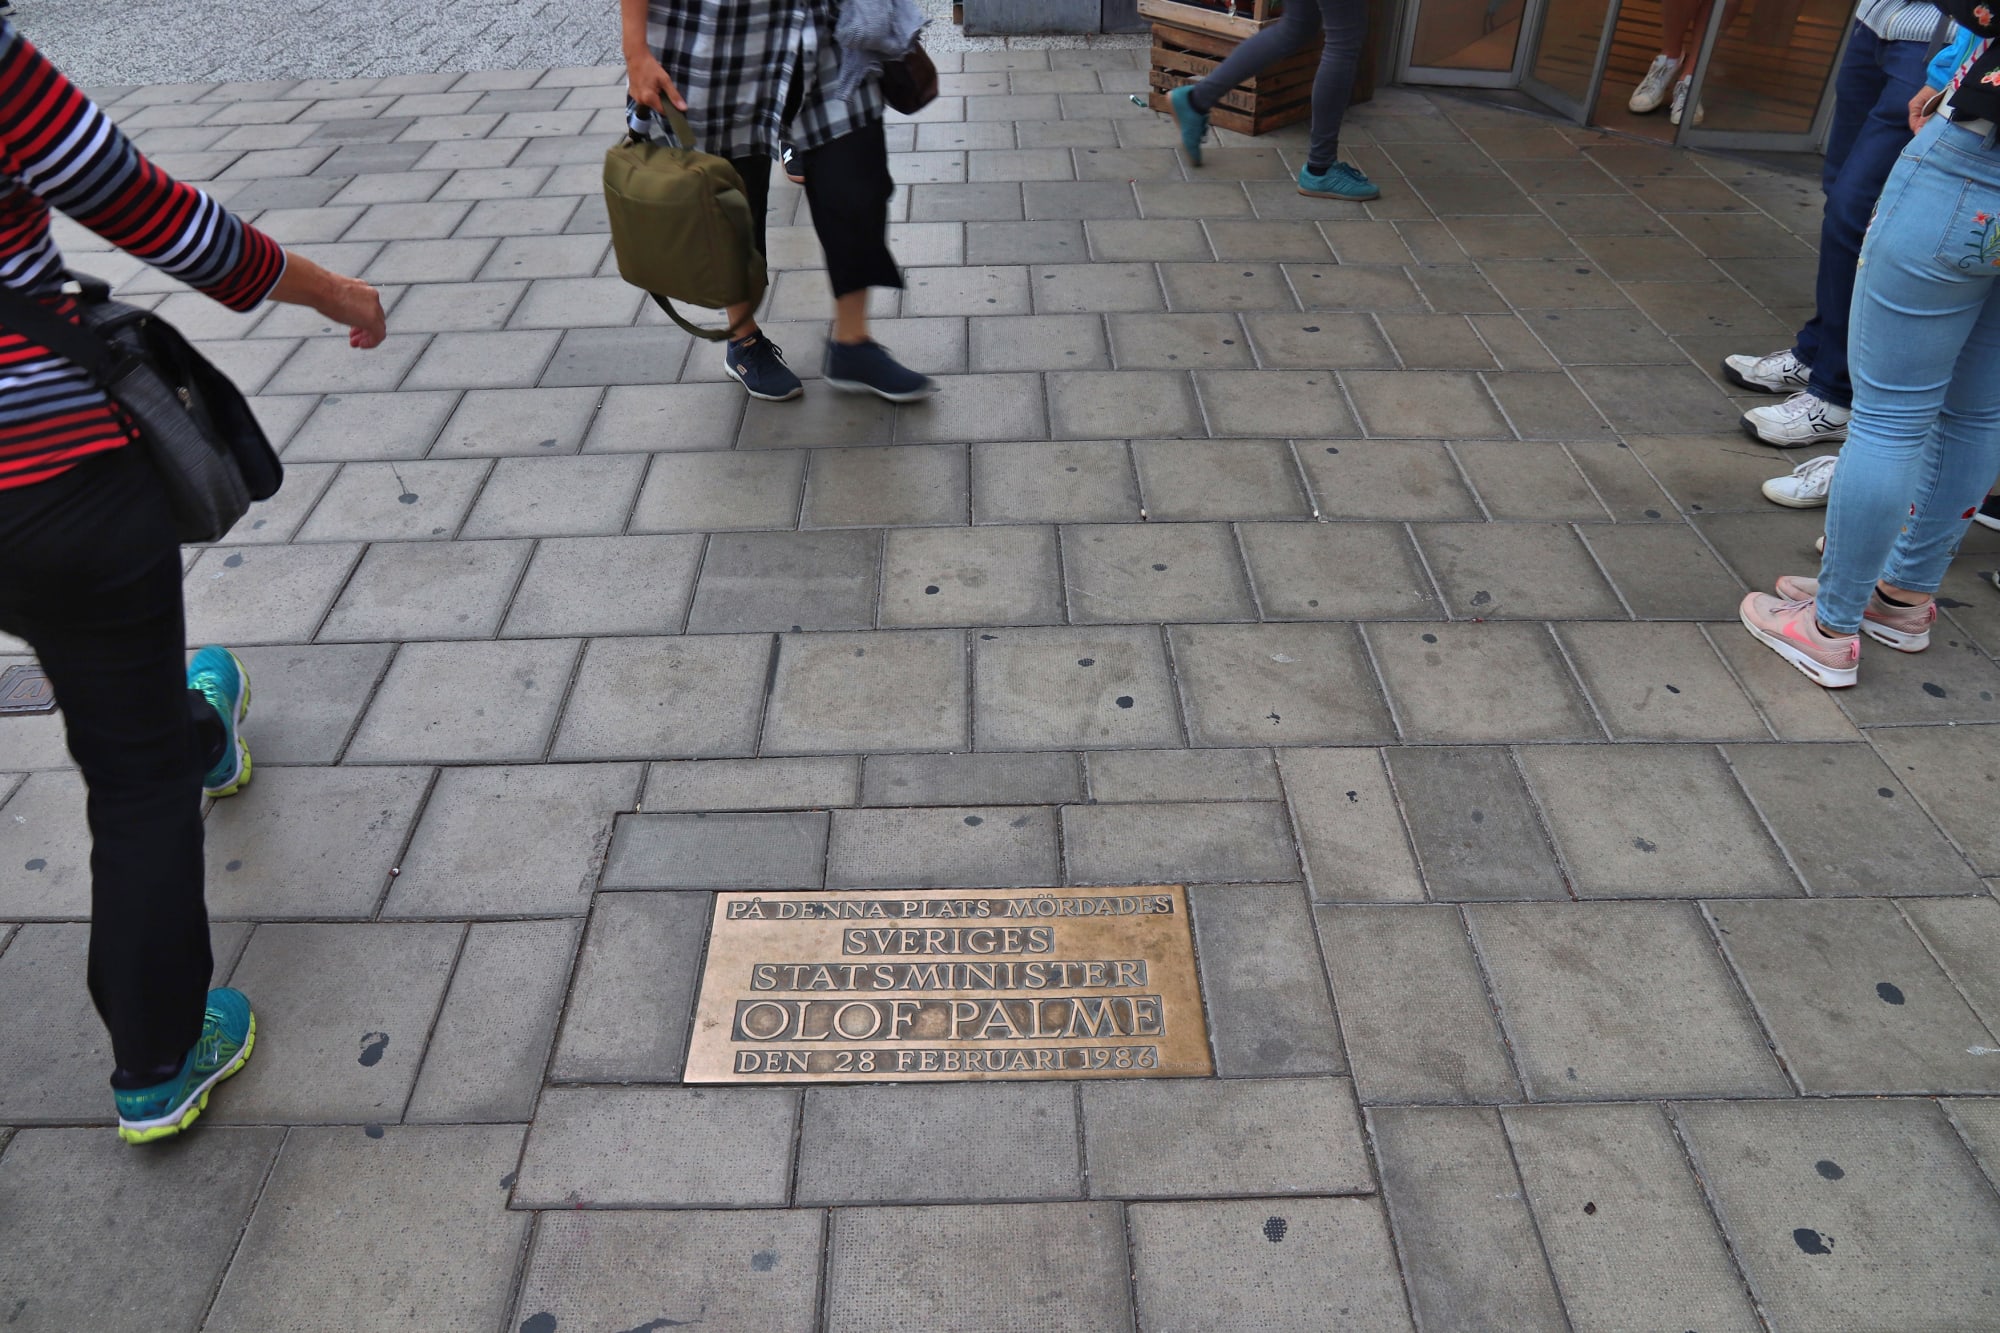 PÅ DENNA PLATS MÖRDADES
SVERIGES
STATSMINISTER
OLOF PALME
DEN 28 FEBRUARI 1986